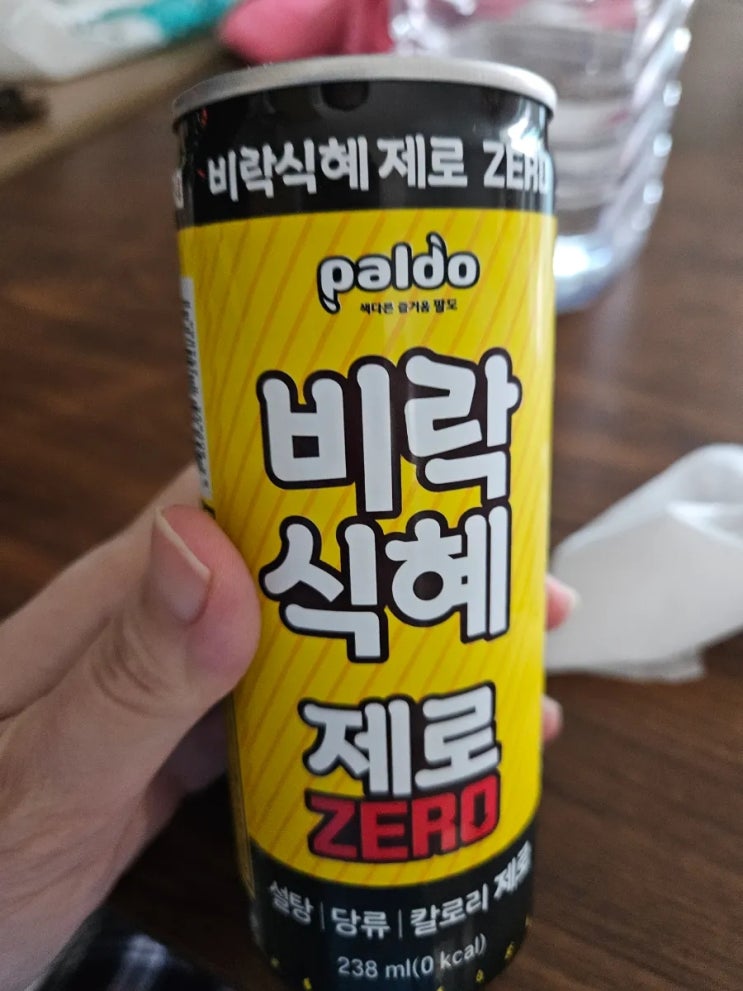 비락식혜 제로 ZERO
paldo
색다른 즐거움 팔도
비락
식혜
제로
ZERO
설탕|당류|칼로리 제로
238 ml(0 kcal)